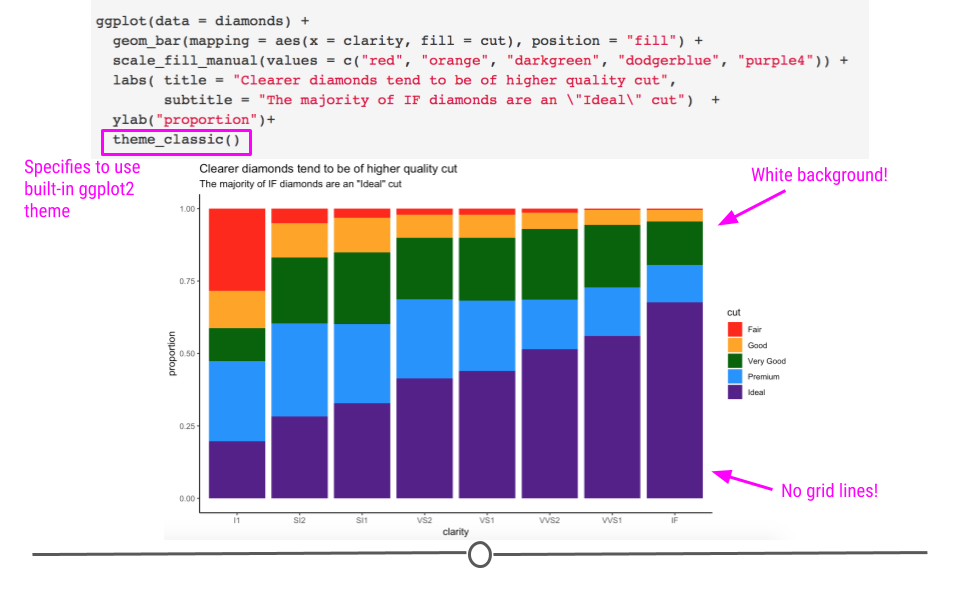 ggplot(data = diamonds) +
geom_bar(mapping = aes(x = clarity, fill = cut), position = "fill") +
scale_fill_manual(values = c("red", "orange", "darkgreen", "dodgerblue", "purple4")) +
labs( title = "Clearer diamonds tend to be of higher quality cut",
subtitle = "The majority of IF diamonds are an \"Ideal\" cut")  +
ylab("proportion")+
theme_classic()
Specifies to use
built-in ggplot2
theme
Clearer diamonds tend to be of higher quality cut
The majority of IF diamonds are an "Ideal" cut
White background!
1.00
0.75
0.50
0.25
0.00
proportion
cut
Fair
Good
Very Good
Premium
Ideal
No grid lines!
I1 SI2 SI1 VS2 VS1 VVS2 VVS1 IF
clarity